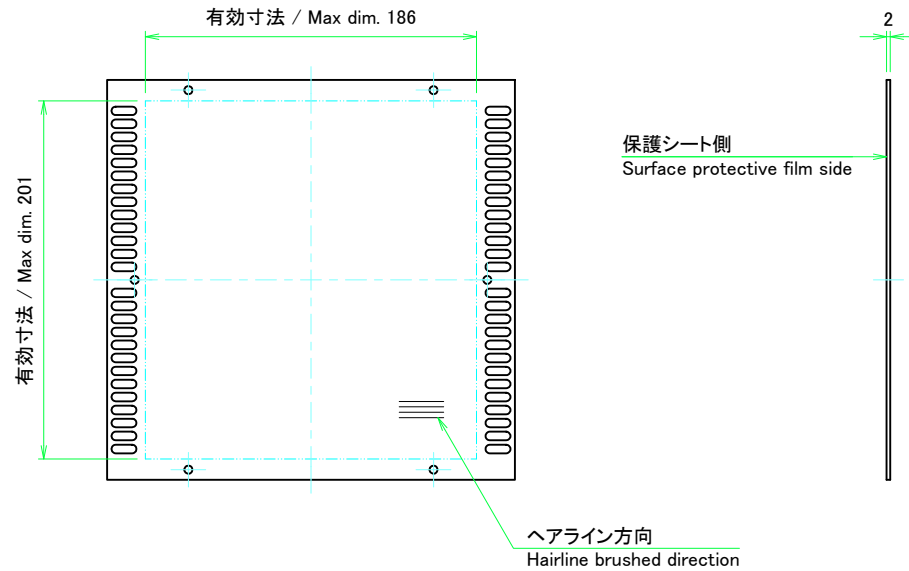 有効寸法 / Max dim. 186
2
保護シート側
Surface protective film side
有効寸法 / Max dim. 201
ヘアライン方向
Hairline brushed direction